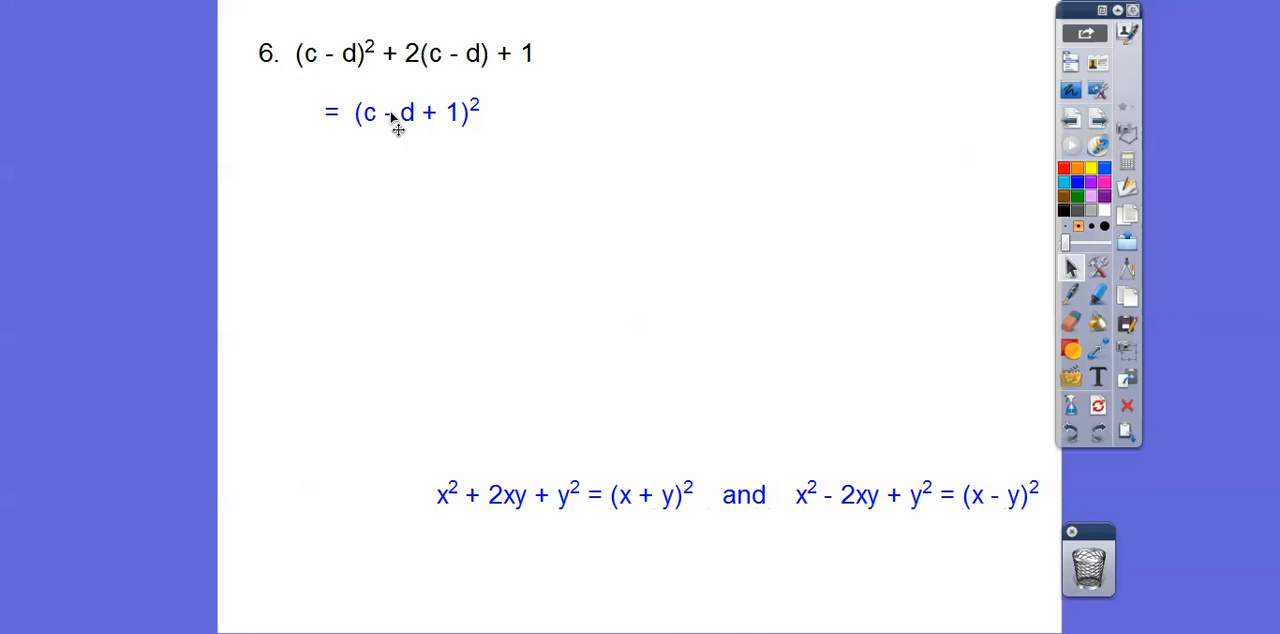 6. (c - d)² + 2(c - d) + 1
= (c - d + 1)²
x² + 2xy + y² = (x + y)² and x² - 2xy + y² = (x - y)²
T